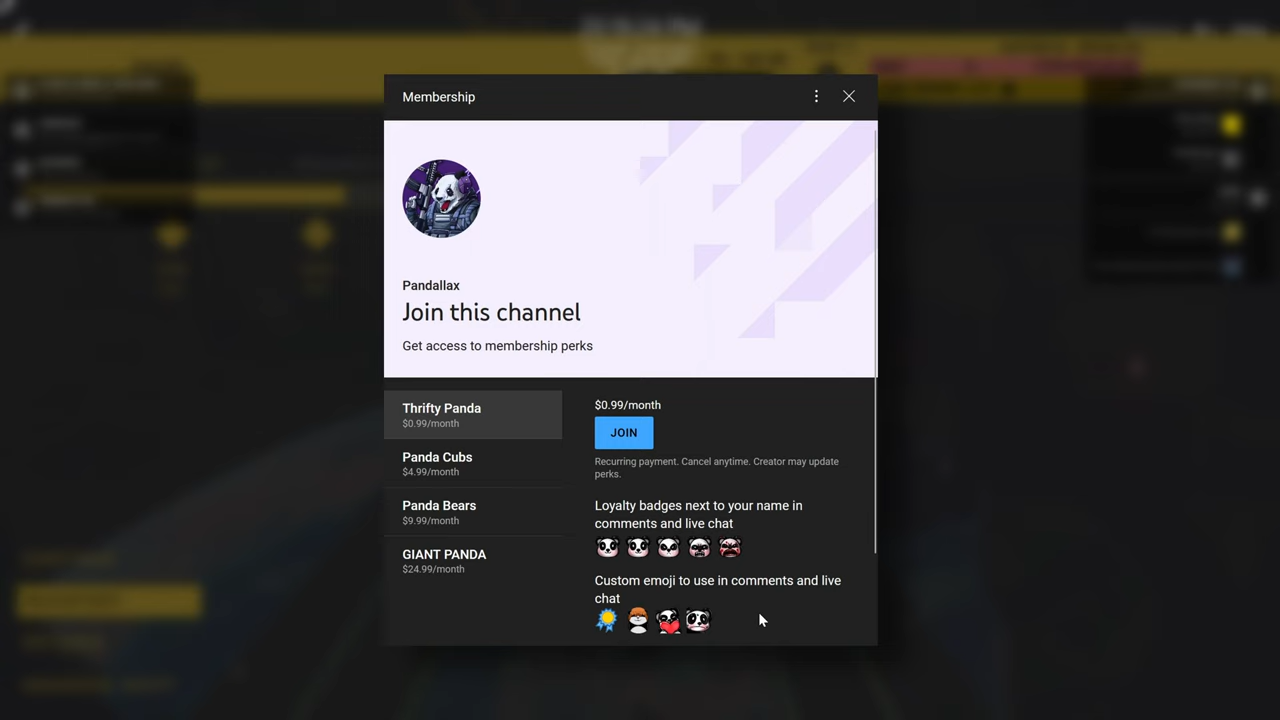 Membership
Pandallax
Join this channel
Get access to membership perks
Thrifty Panda
$0.99/month
Panda Cubs
$4.99/month
Panda Bears
$9.99/month
GIANT PANDA
$24.99/month
$0.99/month
JOIN
Recurring payment. Cancel anytime. Creator may update
perks.
Loyalty badges next to your name in
comments and live chat
Custom emoji to use in comments and live
chat